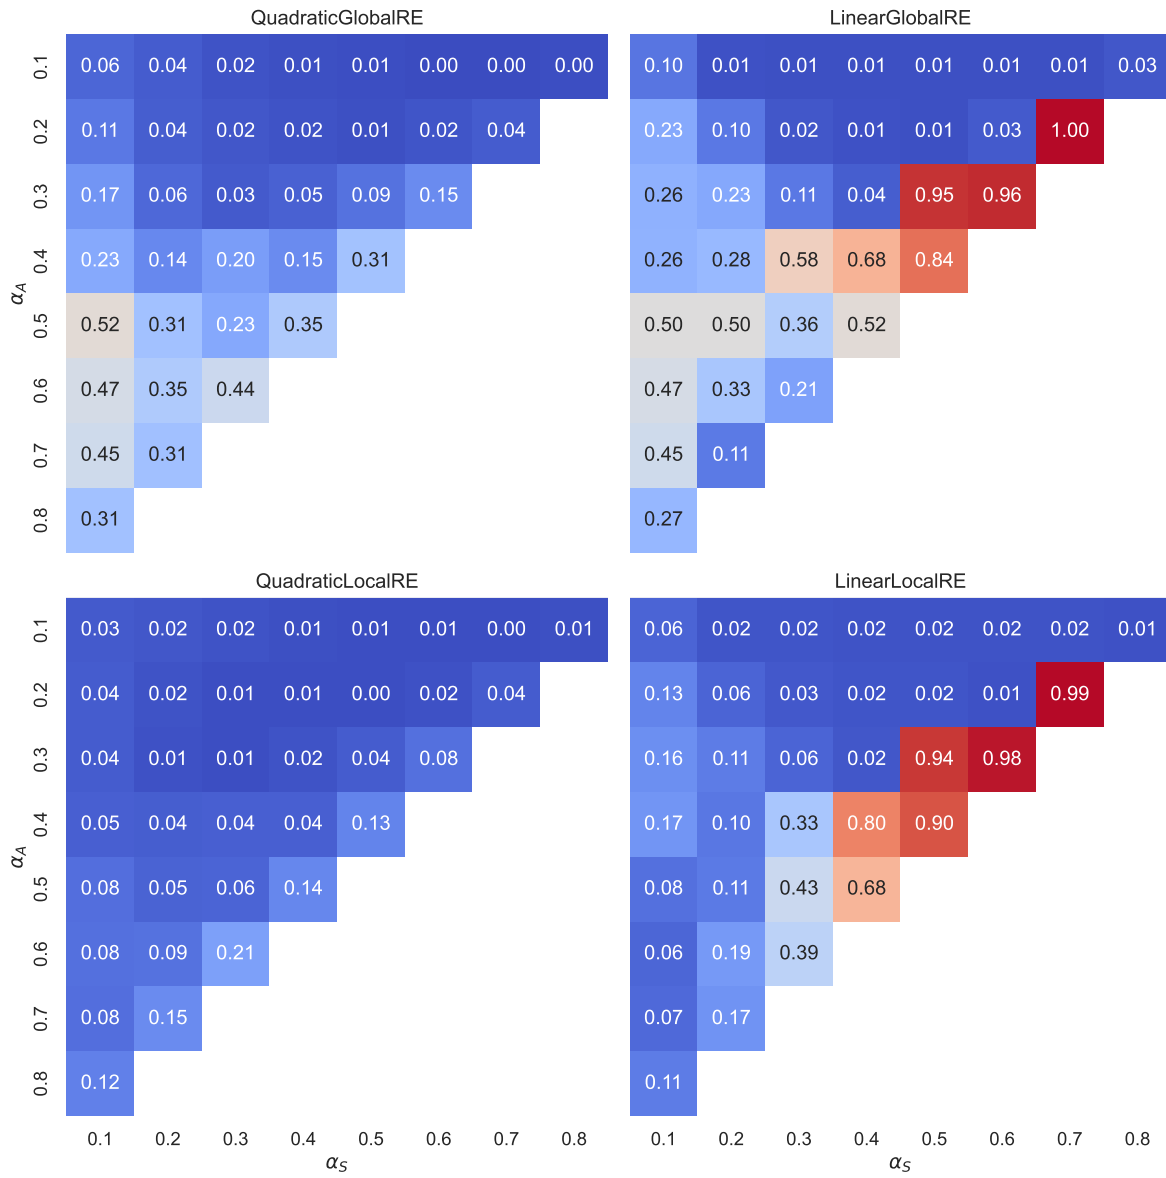 QuadraticGlobalRE
0.1 0.06 0.04 0.02 0.01 0.01 0.00 0.00 0.00
0.2 0.11 0.04 0.02 0.02 0.01 0.02 0.04
0.3 0.17 0.06 0.03 0.05 0.09 0.15
0.4 0.23 0.14 0.20 0.15 0.31
0.5 0.52 0.31 0.23 0.35
0.6 0.47 0.35 0.44
0.7 0.45 0.31
0.8 0.31
α_A
LinearGlobalRE
0.10 0.01 0.01 0.01 0.01 0.01 0.01 0.03
0.23 0.10 0.02 0.01 0.01 0.03 1.00
0.26 0.23 0.11 0.04 0.95 0.96
0.26 0.28 0.58 0.68 0.84
0.50 0.50 0.36 0.52
0.47 0.33 0.21
0.45 0.11
0.27
QuadraticLocalRE
0.1 0.03 0.02 0.02 0.01 0.01 0.01 0.00 0.01
0.2 0.04 0.02 0.01 0.01 0.00 0.02 0.04
0.3 0.04 0.01 0.01 0.02 0.04 0.08
0.4 0.05 0.04 0.04 0.04 0.13
0.5 0.08 0.05 0.06 0.14
0.6 0.08 0.09 0.21
0.7 0.08 0.15
0.8 0.12
α_A
0.1 0.2 0.3 0.4 0.5 0.6 0.7 0.8
α_S
LinearLocalRE
0.06 0.02 0.02 0.02 0.02 0.02 0.02 0.01
0.13 0.06 0.03 0.02 0.02 0.01 0.99
0.16 0.11 0.06 0.02 0.94 0.98
0.17 0.10 0.33 0.80 0.90
0.08 0.11 0.43 0.68
0.06 0.19 0.39
0.07 0.17
0.11
0.1 0.2 0.3 0.4 0.5 0.6 0.7 0.8
α_S